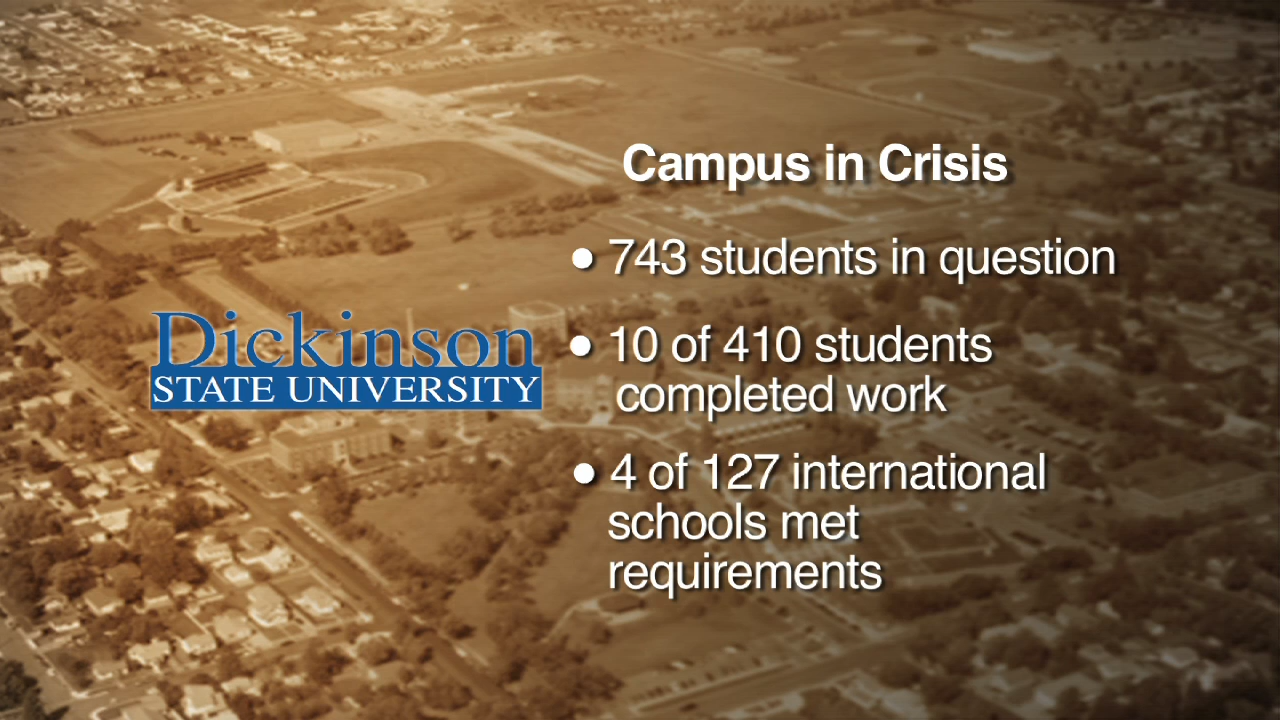 Campus in Crisis
● 743 students in question
Dickinson
STATE UNIVERSITY
● 10 of 410 students
completed work
● 4 of 127 international
schools met
requirements